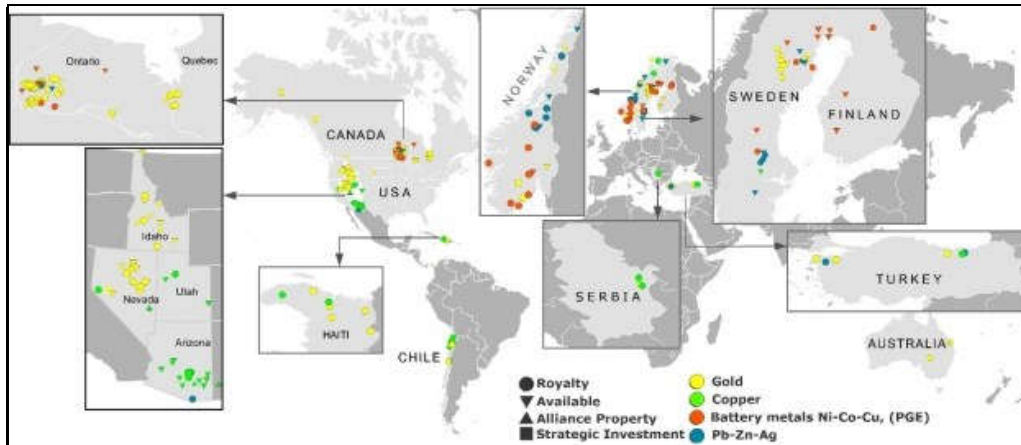 Ontario
Quebec
NORWAY
SWEDEN
FINLAND
CANADA
USA
Idaho
Nevada
Utah
Arizona
HAITI
SERBIA
TURKEY
CHILE
AUSTRALIA
Royalty
Available
Alliance Property
Strategic Investment
Gold
Copper
Battery metals Ni-Co-Cu, (PGE)
Pb-Zn-Ag